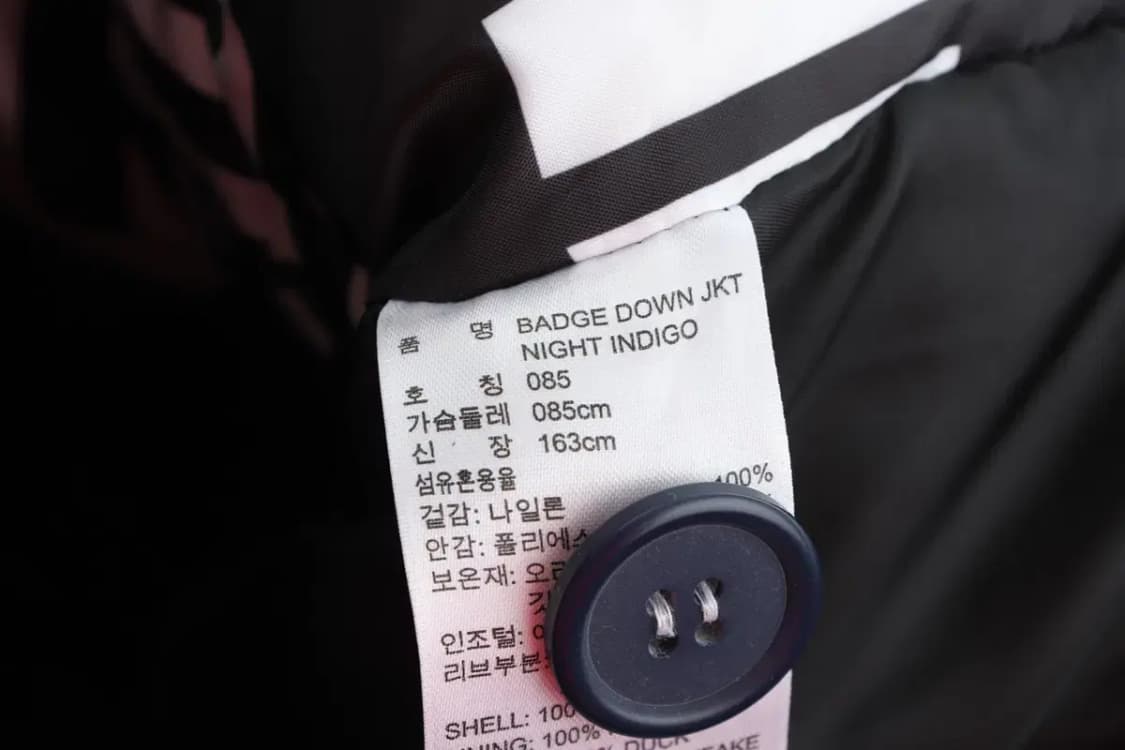 품 명 BADGE DOWN JKT
NIGHT INDIGO
호 칭 085
가슴둘레 085cm
신 장 163cm
섬유혼용율
겉감: 나일론 100%
안감: 폴리에스
보온재:
인조털:
리브부분:
SHELL: 100
100%
% DUCK